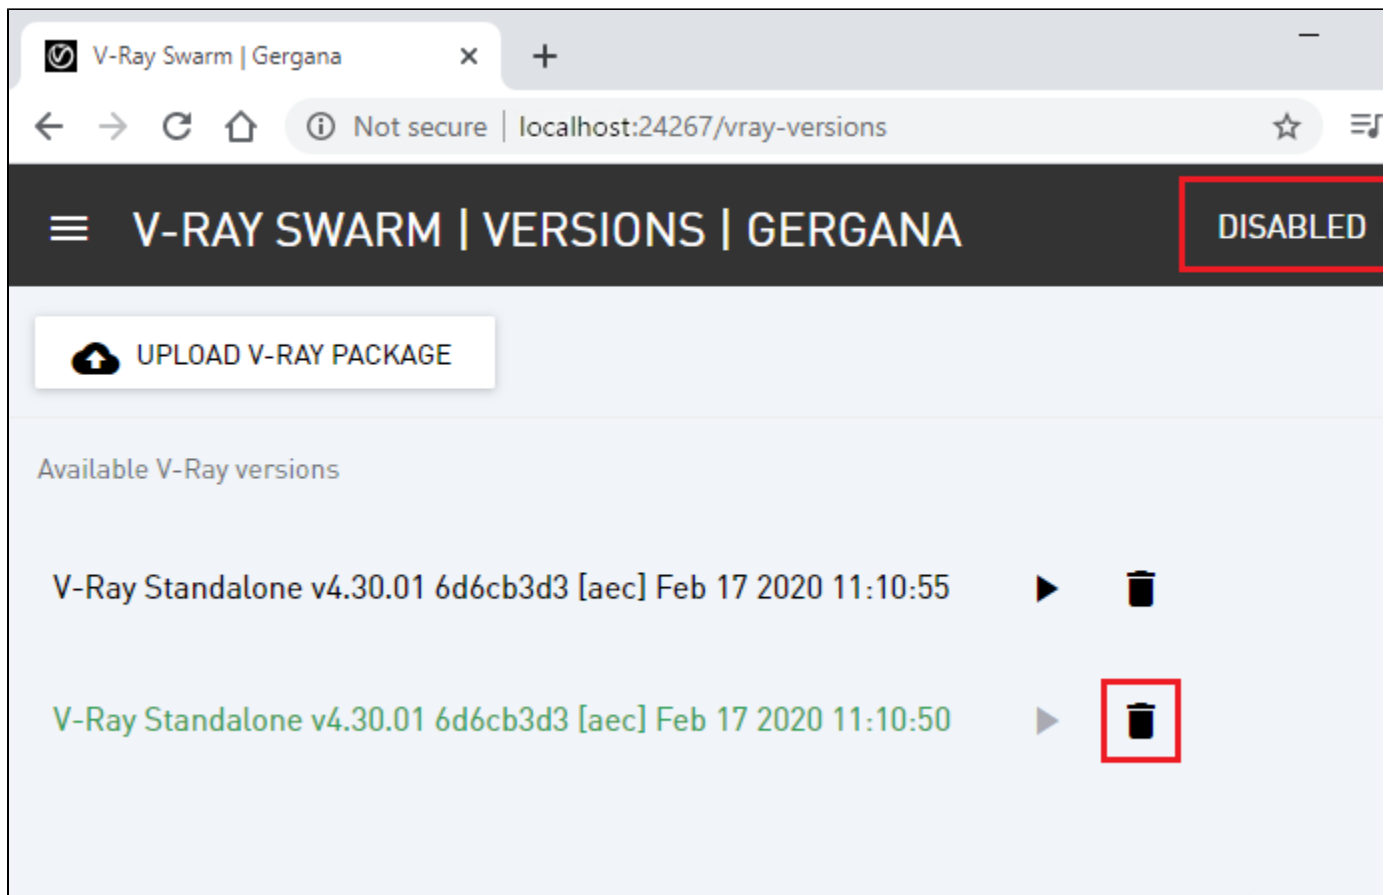 V-Ray Swarm | Gergana
Not secure | localhost:24267/vray-versions
V-RAY SWARM | VERSIONS | GERGANA
DISABLED
UPLOAD V-RAY PACKAGE
Available V-Ray versions
V-Ray Standalone v4.30.01 6d6cb3d3 [aec] Feb 17 2020 11:10:55
V-Ray Standalone v4.30.01 6d6cb3d3 [aec] Feb 17 2020 11:10:50